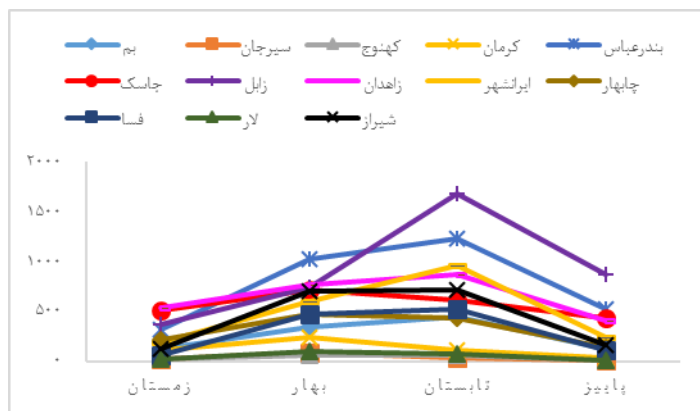 بم سیرجان کهنوج کرمان بندرعباس
جاسک زابل زاهدان ایرانشهر چابهار
فسا لار شیراز
۲۰۰۰
۱۵۰۰
۱۰۰۰
۵۰۰
۰
زمستان بهار تابستان پاییز